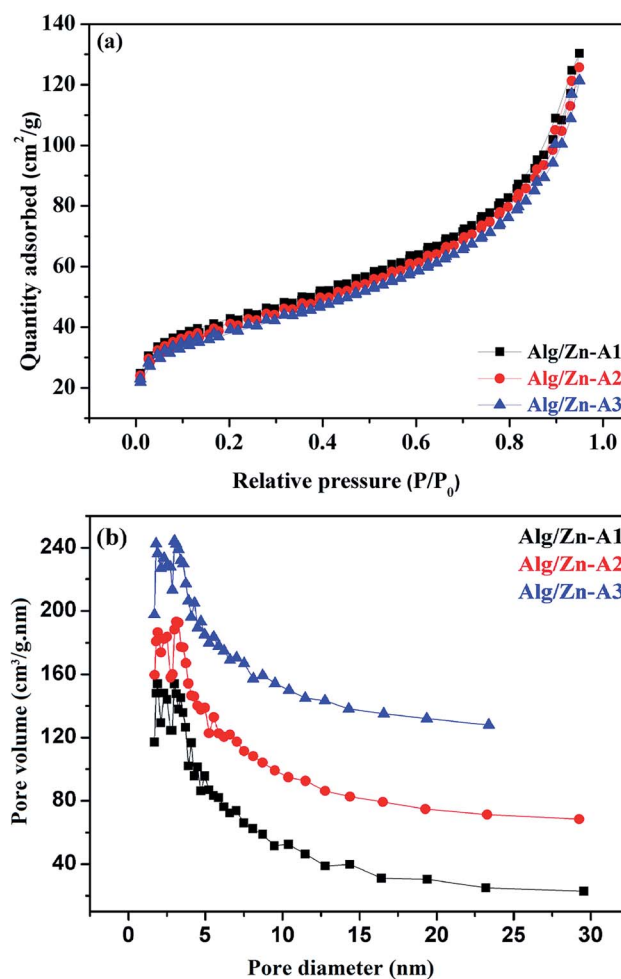 (a)
140
120
100
80
60
40
20
Quantity adsorbed (cm²/g)
Alg/Zn-A1
Alg/Zn-A2
Alg/Zn-A3
0.0 0.2 0.4 0.6 0.8 1.0
Relative pressure (P/P₀)
(b)
240
200
160
120
80
40
Pore volume (cm³/g.nm)
Alg/Zn-A1
Alg/Zn-A2
Alg/Zn-A3
0 5 10 15 20 25 30
Pore diameter (nm)